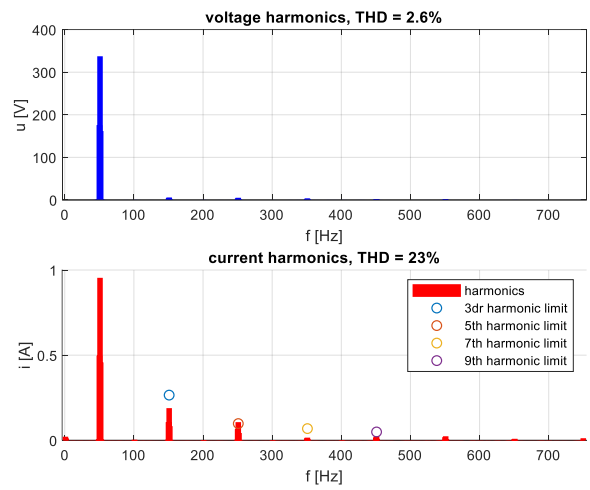 voltage harmonics, THD = 2.6%
400
300
200
100
0
u [V]
0 100 200 300 400 500 600 700
f [Hz]
current harmonics, THD = 23%
1
0.5
0
i [A]
harmonics
3dr harmonic limit
5th harmonic limit
7th harmonic limit
9th harmonic limit
0 100 200 300 400 500 600 700
f [Hz]